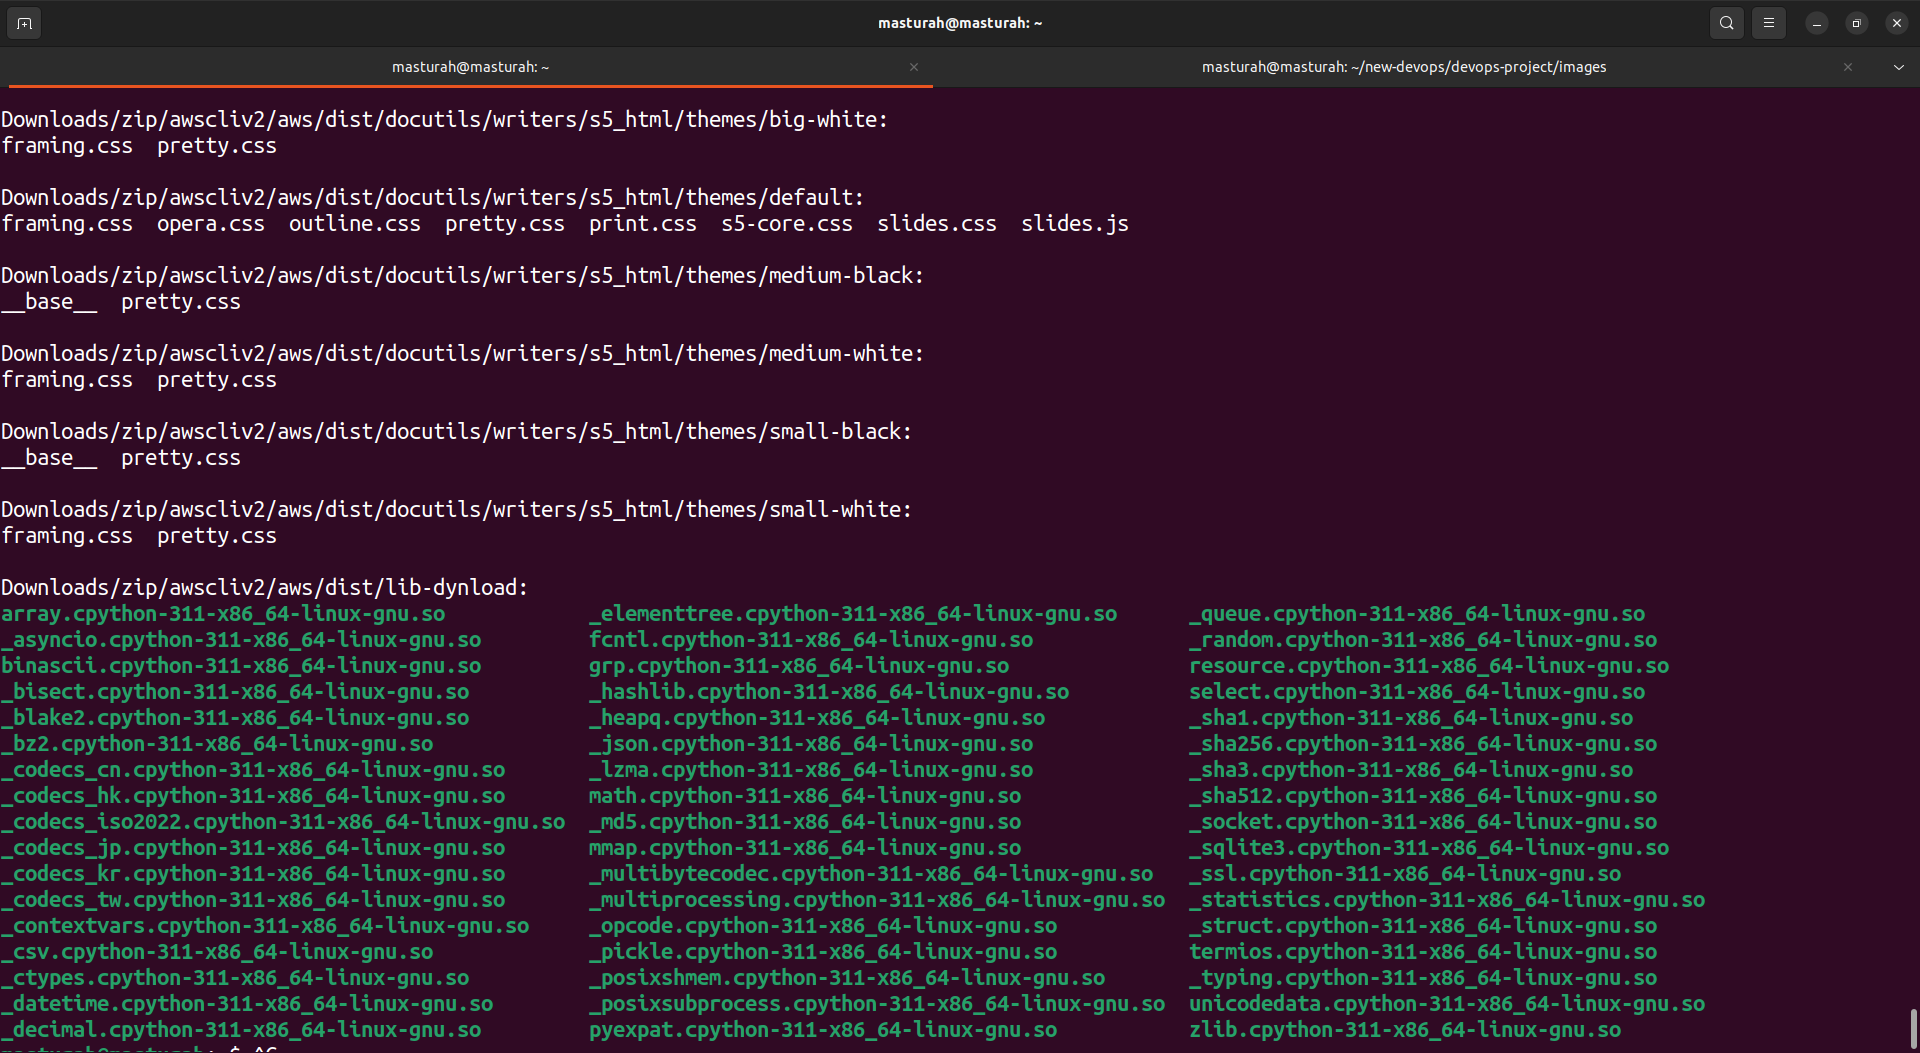 masturah@masturah: ~
masturah@masturah: ~
masturah@masturah: ~/new-devops/devops-project/images
Downloads/zip/awscliv2/aws/dist/docutils/writers/s5_html/themes/big-white:
framing.css  pretty.css
Downloads/zip/awscliv2/aws/dist/docutils/writers/s5_html/themes/default:
framing.css  opera.css  outline.css  pretty.css  print.css  s5-core.css  slides.css  slides.js
Downloads/zip/awscliv2/aws/dist/docutils/writers/s5_html/themes/medium-black:
__base__  pretty.css
Downloads/zip/awscliv2/aws/dist/docutils/writers/s5_html/themes/medium-white:
framing.css  pretty.css
Downloads/zip/awscliv2/aws/dist/docutils/writers/s5_html/themes/small-black:
__base__  pretty.css
Downloads/zip/awscliv2/aws/dist/docutils/writers/s5_html/themes/small-white:
framing.css  pretty.css
Downloads/zip/awscliv2/aws/dist/lib-dynload:
array.cpython-311-x86_64-linux-gnu.so  _elementtree.cpython-311-x86_64-linux-gnu.so  _queue.cpython-311-x86_64-linux-gnu.so
_asyncio.cpython-311-x86_64-linux-gnu.so  fcntl.cpython-311-x86_64-linux-gnu.so  _random.cpython-311-x86_64-linux-gnu.so
binascii.cpython-311-x86_64-linux-gnu.so  grp.cpython-311-x86_64-linux-gnu.so  resource.cpython-311-x86_64-linux-gnu.so
_bisect.cpython-311-x86_64-linux-gnu.so  _hashlib.cpython-311-x86_64-linux-gnu.so  select.cpython-311-x86_64-linux-gnu.so
_blake2.cpython-311-x86_64-linux-gnu.so  _heapq.cpython-311-x86_64-linux-gnu.so  _sha1.cpython-311-x86_64-linux-gnu.so
_bz2.cpython-311-x86_64-linux-gnu.so  _json.cpython-311-x86_64-linux-gnu.so  _sha256.cpython-311-x86_64-linux-gnu.so
_codecs_cn.cpython-311-x86_64-linux-gnu.so  _lzma.cpython-311-x86_64-linux-gnu.so  _sha3.cpython-311-x86_64-linux-gnu.so
_codecs_hk.cpython-311-x86_64-linux-gnu.so  math.cpython-311-x86_64-linux-gnu.so  _sha512.cpython-311-x86_64-linux-gnu.so
_codecs_iso2022.cpython-311-x86_64-linux-gnu.so  _md5.cpython-311-x86_64-linux-gnu.so  _socket.cpython-311-x86_64-linux-gnu.so
_codecs_jp.cpython-311-x86_64-linux-gnu.so  mmap.cpython-311-x86_64-linux-gnu.so  _sqlite3.cpython-311-x86_64-linux-gnu.so
_codecs_kr.cpython-311-x86_64-linux-gnu.so  _multibytecodec.cpython-311-x86_64-linux-gnu.so  _ssl.cpython-311-x86_64-linux-gnu.so
_codecs_tw.cpython-311-x86_64-linux-gnu.so  _multiprocessing.cpython-311-x86_64-linux-gnu.so  _statistics.cpython-311-x86_64-linux-gnu.so
_contextvars.cpython-311-x86_64-linux-gnu.so  _opcode.cpython-311-x86_64-linux-gnu.so  _struct.cpython-311-x86_64-linux-gnu.so
_csv.cpython-311-x86_64-linux-gnu.so  _pickle.cpython-311-x86_64-linux-gnu.so  termios.cpython-311-x86_64-linux-gnu.so
_ctypes.cpython-311-x86_64-linux-gnu.so  _posixshmem.cpython-311-x86_64-linux-gnu.so  _typing.cpython-311-x86_64-linux-gnu.so
_datetime.cpython-311-x86_64-linux-gnu.so  _posixsubprocess.cpython-311-x86_64-linux-gnu.so  unicodedata.cpython-311-x86_64-linux-gnu.so
_decimal.cpython-311-x86_64-linux-gnu.so  pyexpat.cpython-311-x86_64-linux-gnu.so  zlib.cpython-311-x86_64-linux-gnu.so